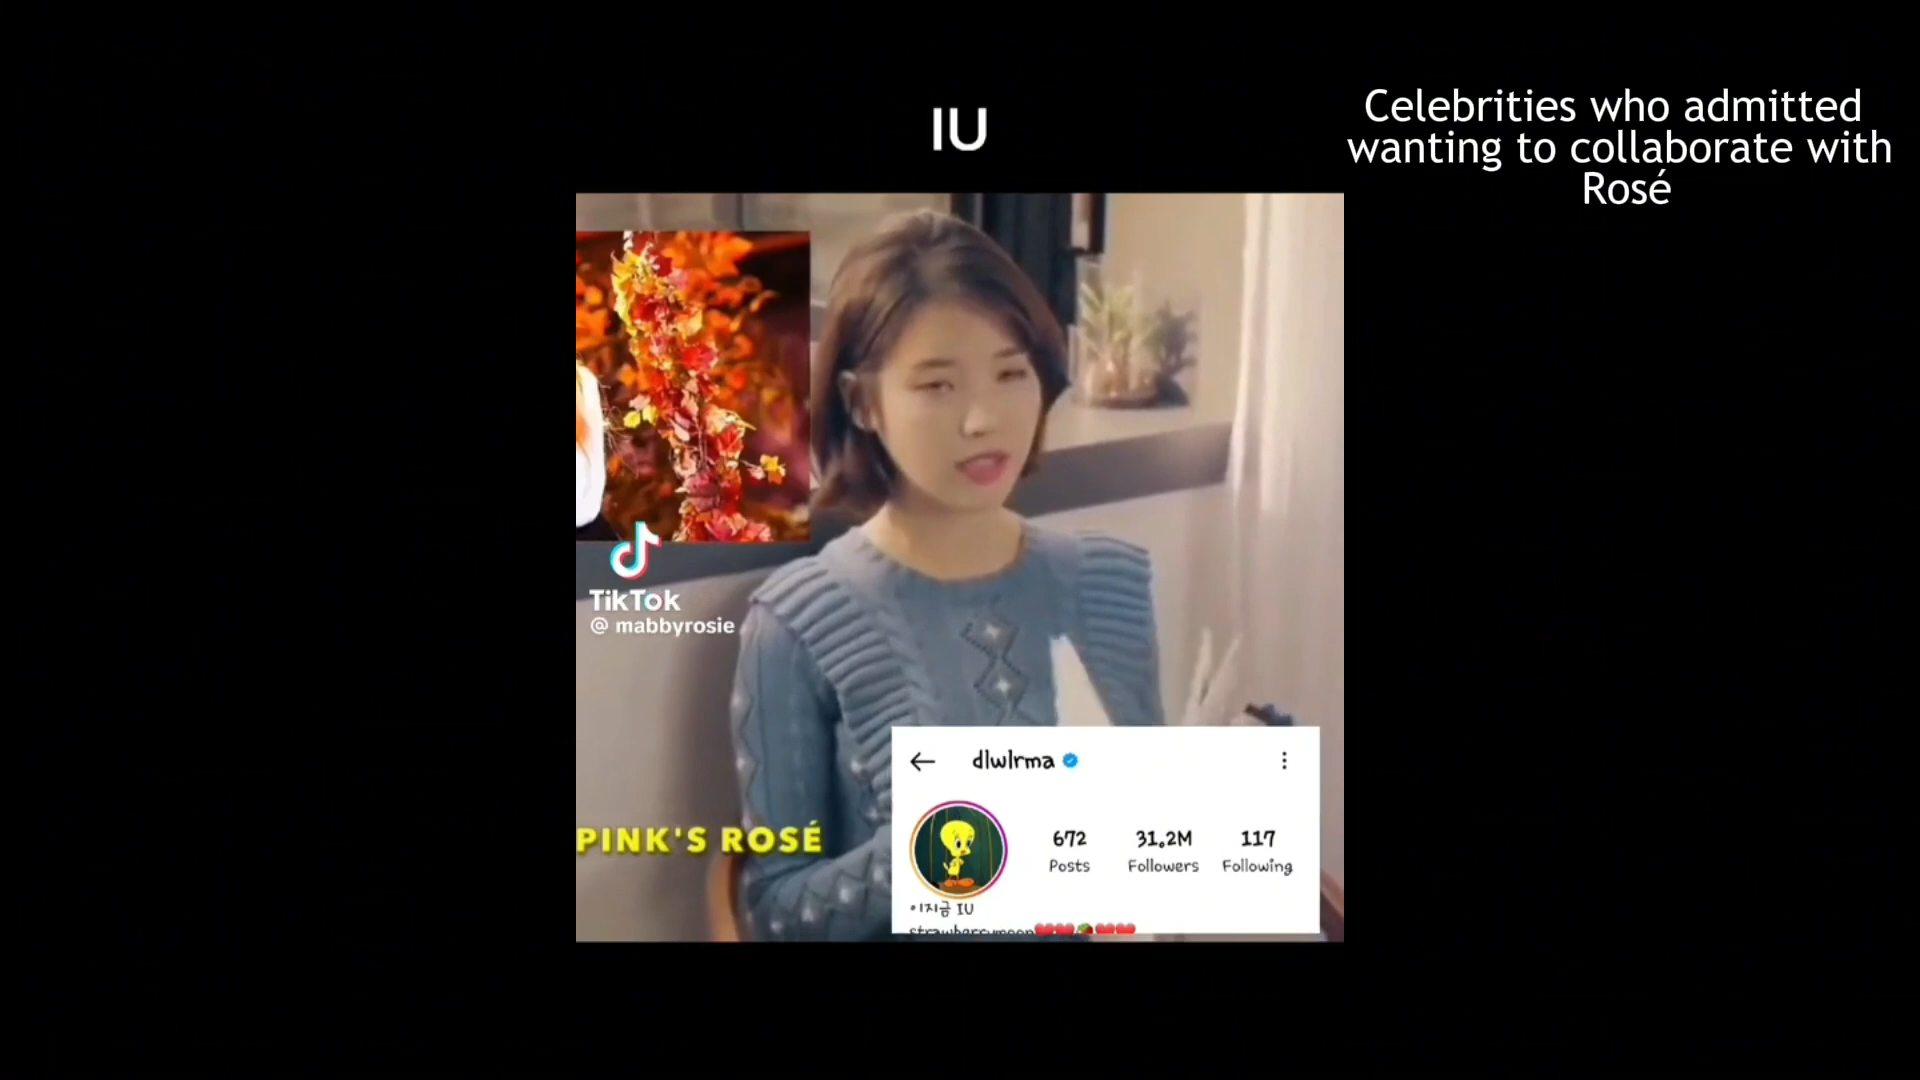 IU
Celebrities who admitted
wanting to collaborate with
Rosé
TikTok
@ mabbyrosie
PINK'S ROSÉ
dlwlrma
672
31.2M
117
Posts
Followers
Following
이지금 IU
strawberrymoon